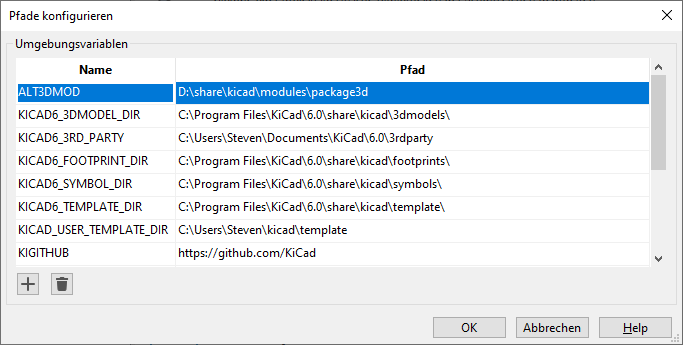 Pfade konfigurieren
Umgebungsvariablen
Name Pfad
ALT3DMOD D:\share\kicad\modules\package3d
KICAD6_3DMODEL_DIR C:\Program Files\KiCad\6.0\share\kicad\3dmodels\
KICAD6_3RD_PARTY C:\Users\Steven\Documents\KiCad\6.0\3rdparty
KICAD6_FOOTPRINT_DIR C:\Program Files\KiCad\6.0\share\kicad\footprints\
KICAD6_SYMBOL_DIR C:\Program Files\KiCad\6.0\share\kicad\symbols\
KICAD6_TEMPLATE_DIR C:\Program Files\KiCad\6.0\share\kicad\template\
KICAD_USER_TEMPLATE_DIR C:\Users\Steven\kicad\template
KIGITHUB https://github.com/KiCad
OK Abbrechen Help